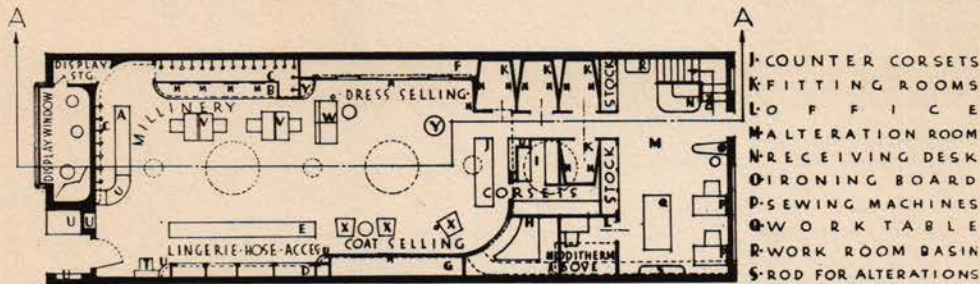 A A
DISPLAY STG.
DISPLAY WINDOW
MILLINERY
DRESS SELLING
COAT SELLING
LINGERIE-HOSE-ACCES
CORSETS
STOCK
STOCK
A
B
C
D
E
F
G
H
I
J
K
K
K
K
M
N
R
T
U
U
U
V
V
W
X
X
X
Y
Y
ABOVE
J· COUNTER CORSETS
K· FITTING ROOMS
L· OFFICE
M· ALTERATION ROOM
N· RECEIVING DESK
O· IRONING BOARD
P· SEWING MACHINES
Q· WORK TABLE
R· WORK ROOM BASIN
S· ROD FOR ALTERATIONS